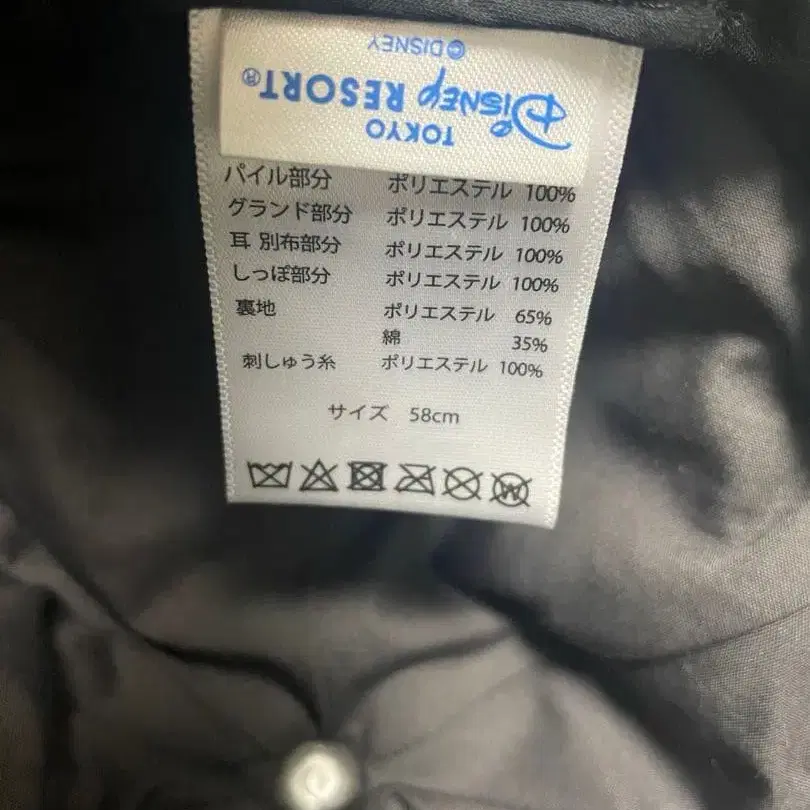 © DISNEY
TOKYO
DISNEY RESORT®
パイル部分 ポリエステル 100%
グランド部分 ポリエステル 100%
耳 別布部分 ポリエステル 100%
しっぽ部分 ポリエステル 100%
裏地 ポリエステル 65%
綿 35%
刺しゅう糸 ポリエステル 100%
サイズ 58cm
W